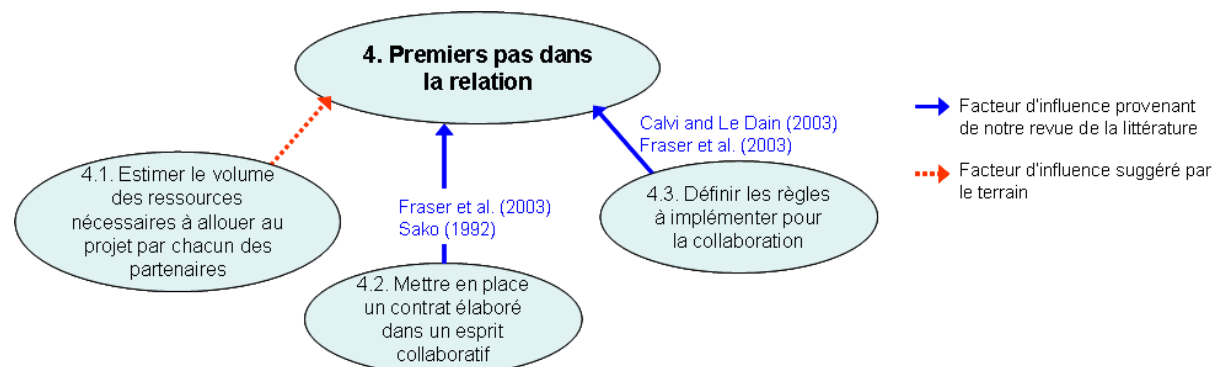 4. Premiers pas dans
la relation
Calvi and Le Dain (2003)
Fraser et al. (2003)
Facteur d'influence provenant
de notre revue de la littérature
Facteur d'influence suggéré par
le terrain
4.1. Estimer le volume
des ressources
nécessaires à allouer au
projet par chacun des
partenaires
Fraser et al. (2003)
Sako (1992)
4.3. Définir les règles
à implémenter pour
la collaboration
4.2. Mettre en place
un contrat élaboré
dans un esprit
collaboratif